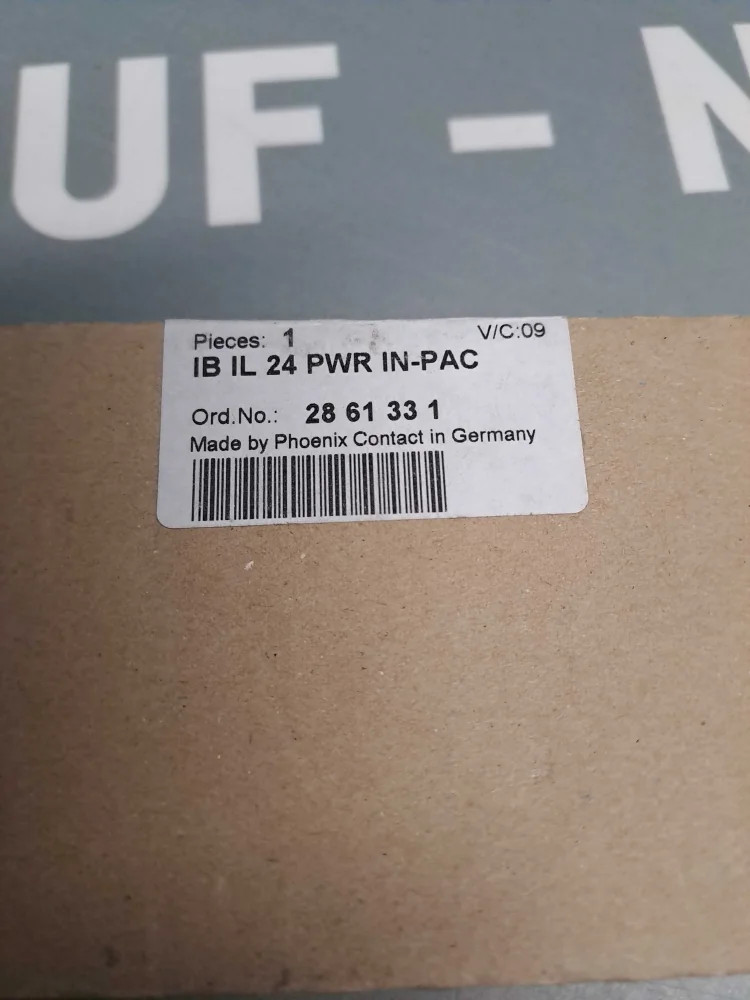 UF - N
Pieces: 1 V/C:09
IB IL 24 PWR IN-PAC
Ord.No.: 28 61 33 1
Made by Phoenix Contact in Germany